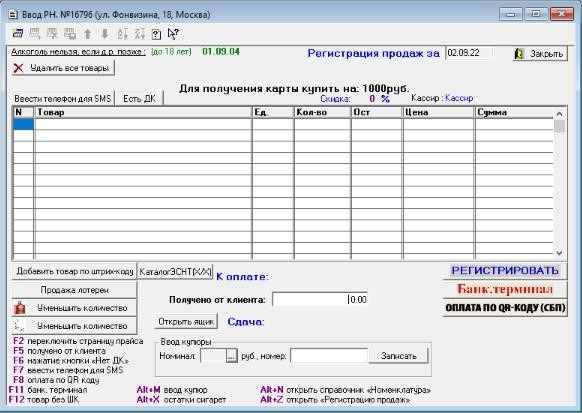 Ввод РН. №16796 (ул. Фонвизина, 18, Москва)
Алкоголь нельзя, если д.р. позже: (до 18 лет) 01.09.04 Регистрация продаж за 02.09.22 Закрыть
Удалить все товары
Для получения карты купить на: 1000руб.
Ввести телефон для SMS Есть ДК Скидка: 0 % Кассир: Кассир
N Товар Ед. Кол-во Ост Цена Сумма
Добавить товар по штрих-коду КаталогЭСНТ(Х/Х) К оплате: РЕГИСТРИРОВАТЬ
Продажа лотереи Банк.терминал
Уменьшить количество Получено от клиента: 0.00 ОПЛАТА ПО QR-КОДУ (СБП)
Уменьшить количество Открыть ящик Сдача:
F2 переключить страницу прайса Ввод купюры
F5 получено от клиента Номинал: ... руб., номер: Записать
F6 нажатие кнопки «Нет ДК»
F7 ввести телефон для SMS
F8 оплата по QR коду
F11 банк. терминал Alt+M ввод купюр Alt+N открыть справочник «Номенклатура»
F12 товар без ШК Alt+X остатки сигарет Alt+Z открыть «Регистрацию продаж»